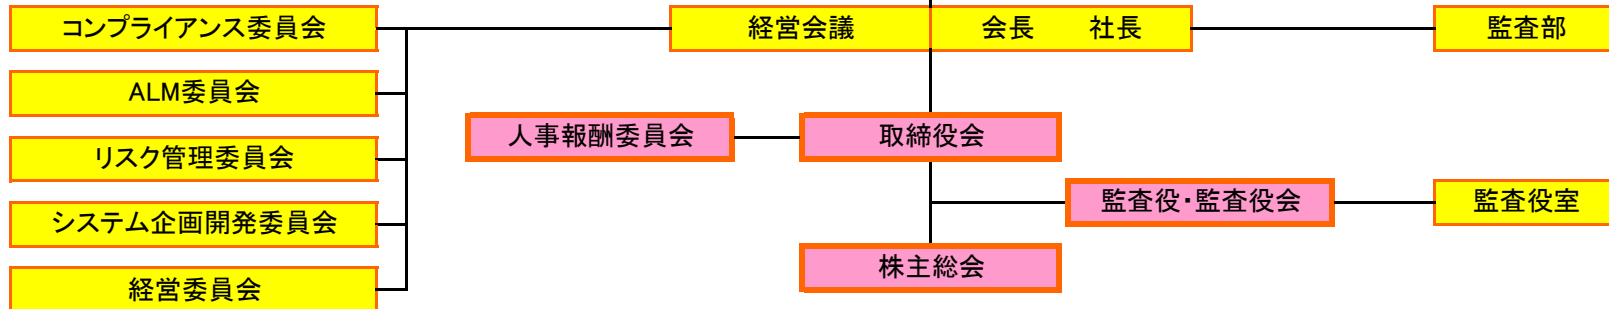 コンプライアンス委員会
経営会議
会長 社長
監査部
ALM委員会
人事報酬委員会
取締役会
リスク管理委員会
監査役・監査役会
監査役室
システム企画開発委員会
株主総会
経営委員会